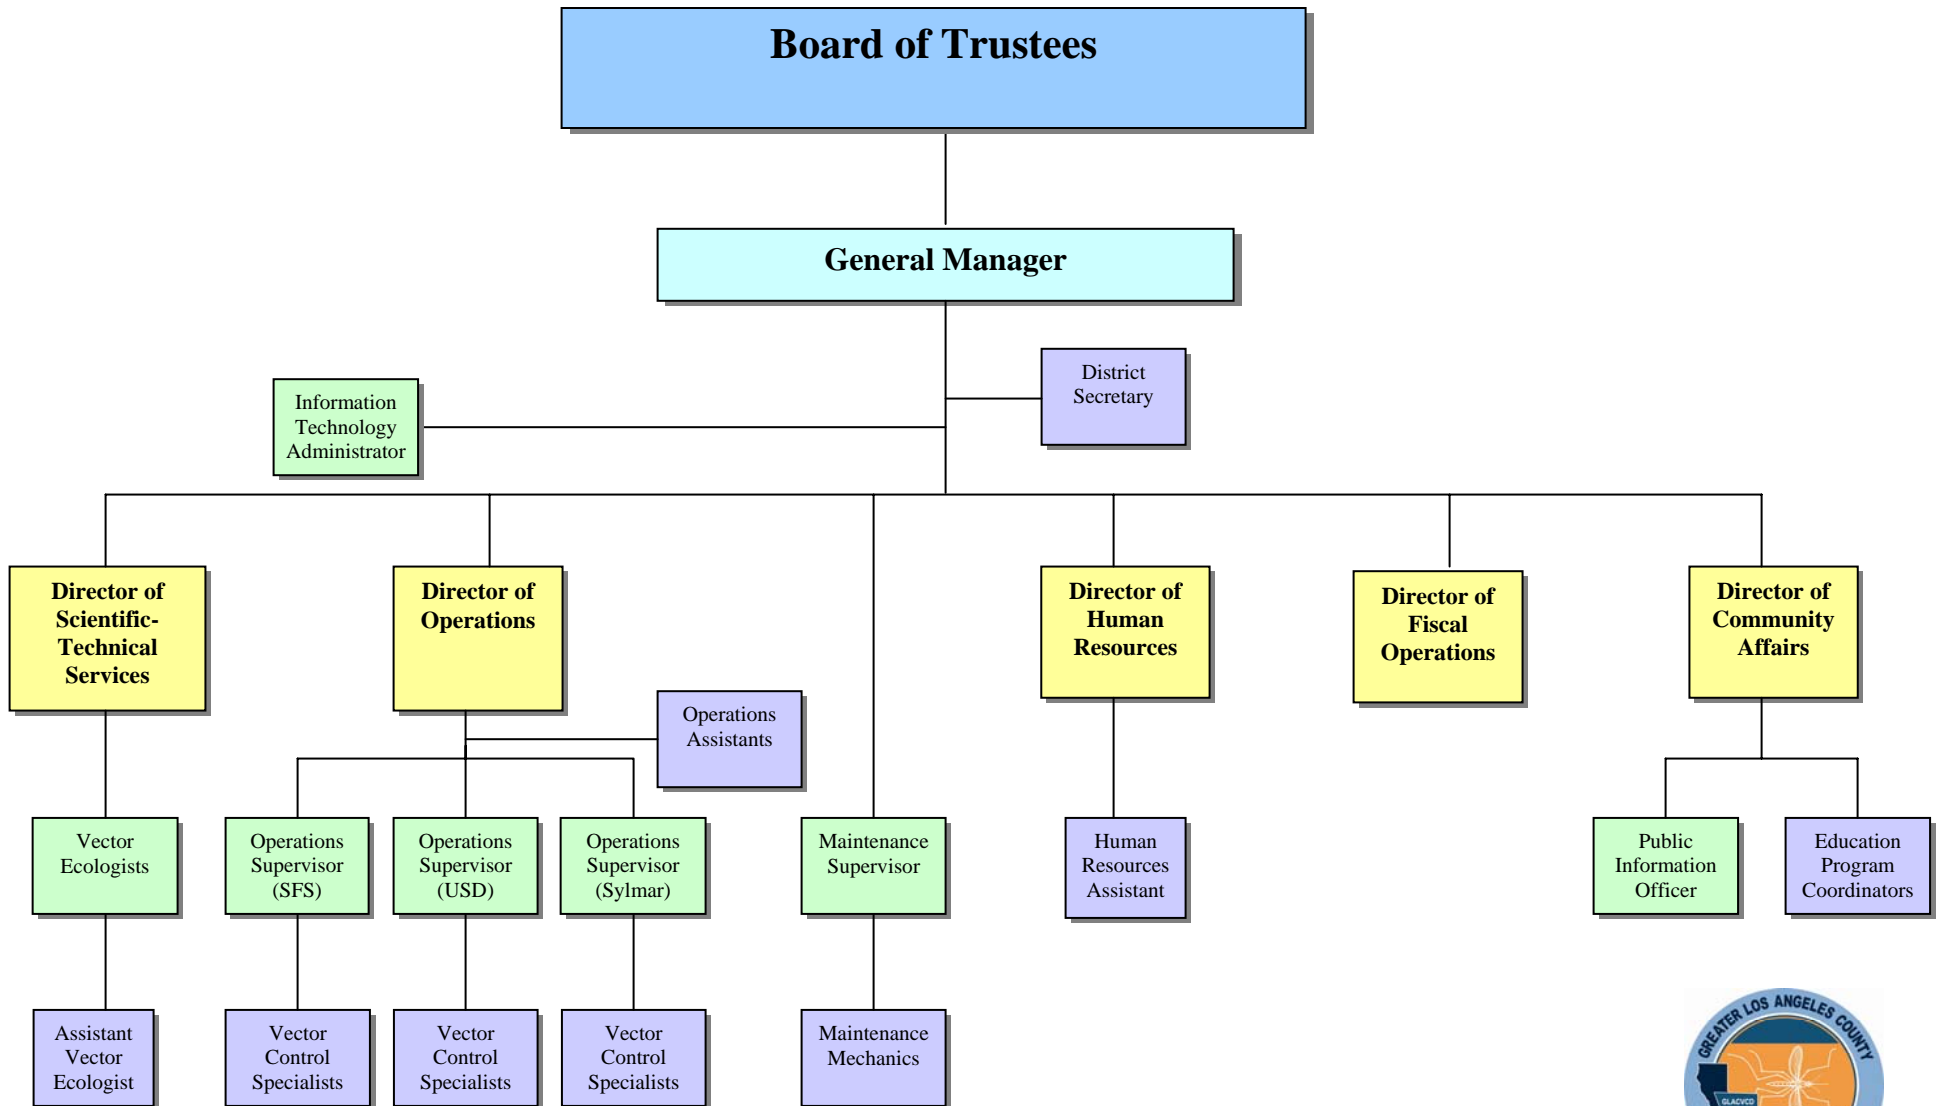 Board of Trustees
General Manager
District
Secretary
Information
Technology
Administrator
Director of
Scientific-
Technical
Services
Director of
Operations
Director of
Human
Resources
Director of
Fiscal
Operations
Director of
Community
Affairs
Operations
Assistants
Vector
Ecologists
Operations
Supervisor
(SFS)
Operations
Supervisor
(USD)
Operations
Supervisor
(Sylmar)
Maintenance
Supervisor
Human
Resources
Assistant
Public
Information
Officer
Education
Program
Coordinators
Assistant
Vector
Ecologist
Vector
Control
Specialists
Vector
Control
Specialists
Vector
Control
Specialists
Maintenance
Mechanics
GREATER LOS ANGELES COUNTY
GLACVCD